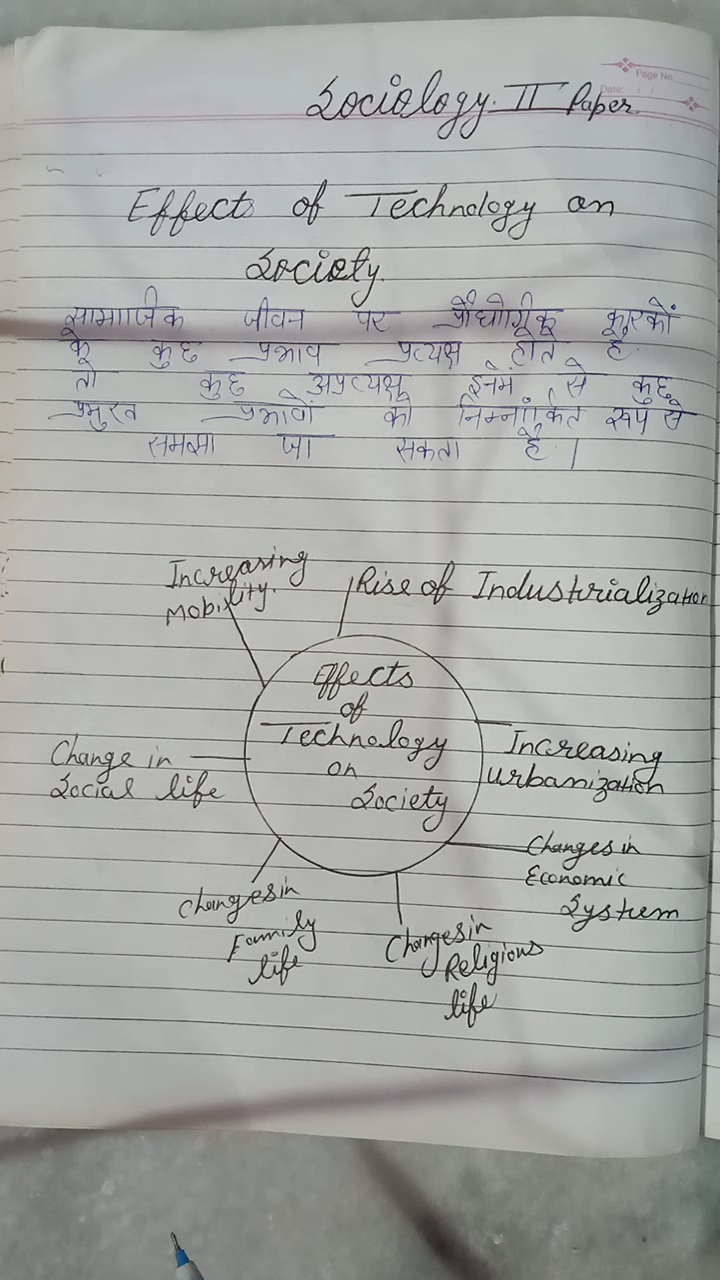 Page No.
Date: / /
Sociology. II Paper.
Effects of Technology on
Society.
सामाजिक जीवन पर प्रौधोगिक कारकों
के कुछ प्रभाव प्रत्यक्ष होते है.
तो कुछ अप्रत्यक्ष इनमें से कुछ
प्रमुख प्रभावों को निम्नांकित रूप से
समझा जा सकता है |
Increasing
Mobility.
Rise of Industrialization
Effects
of
Technology
on
Society
Increasing
urbanization
Change in
Social life
Changes in
Economic
System
Changes in
Family
life
Changes in
Religious
life